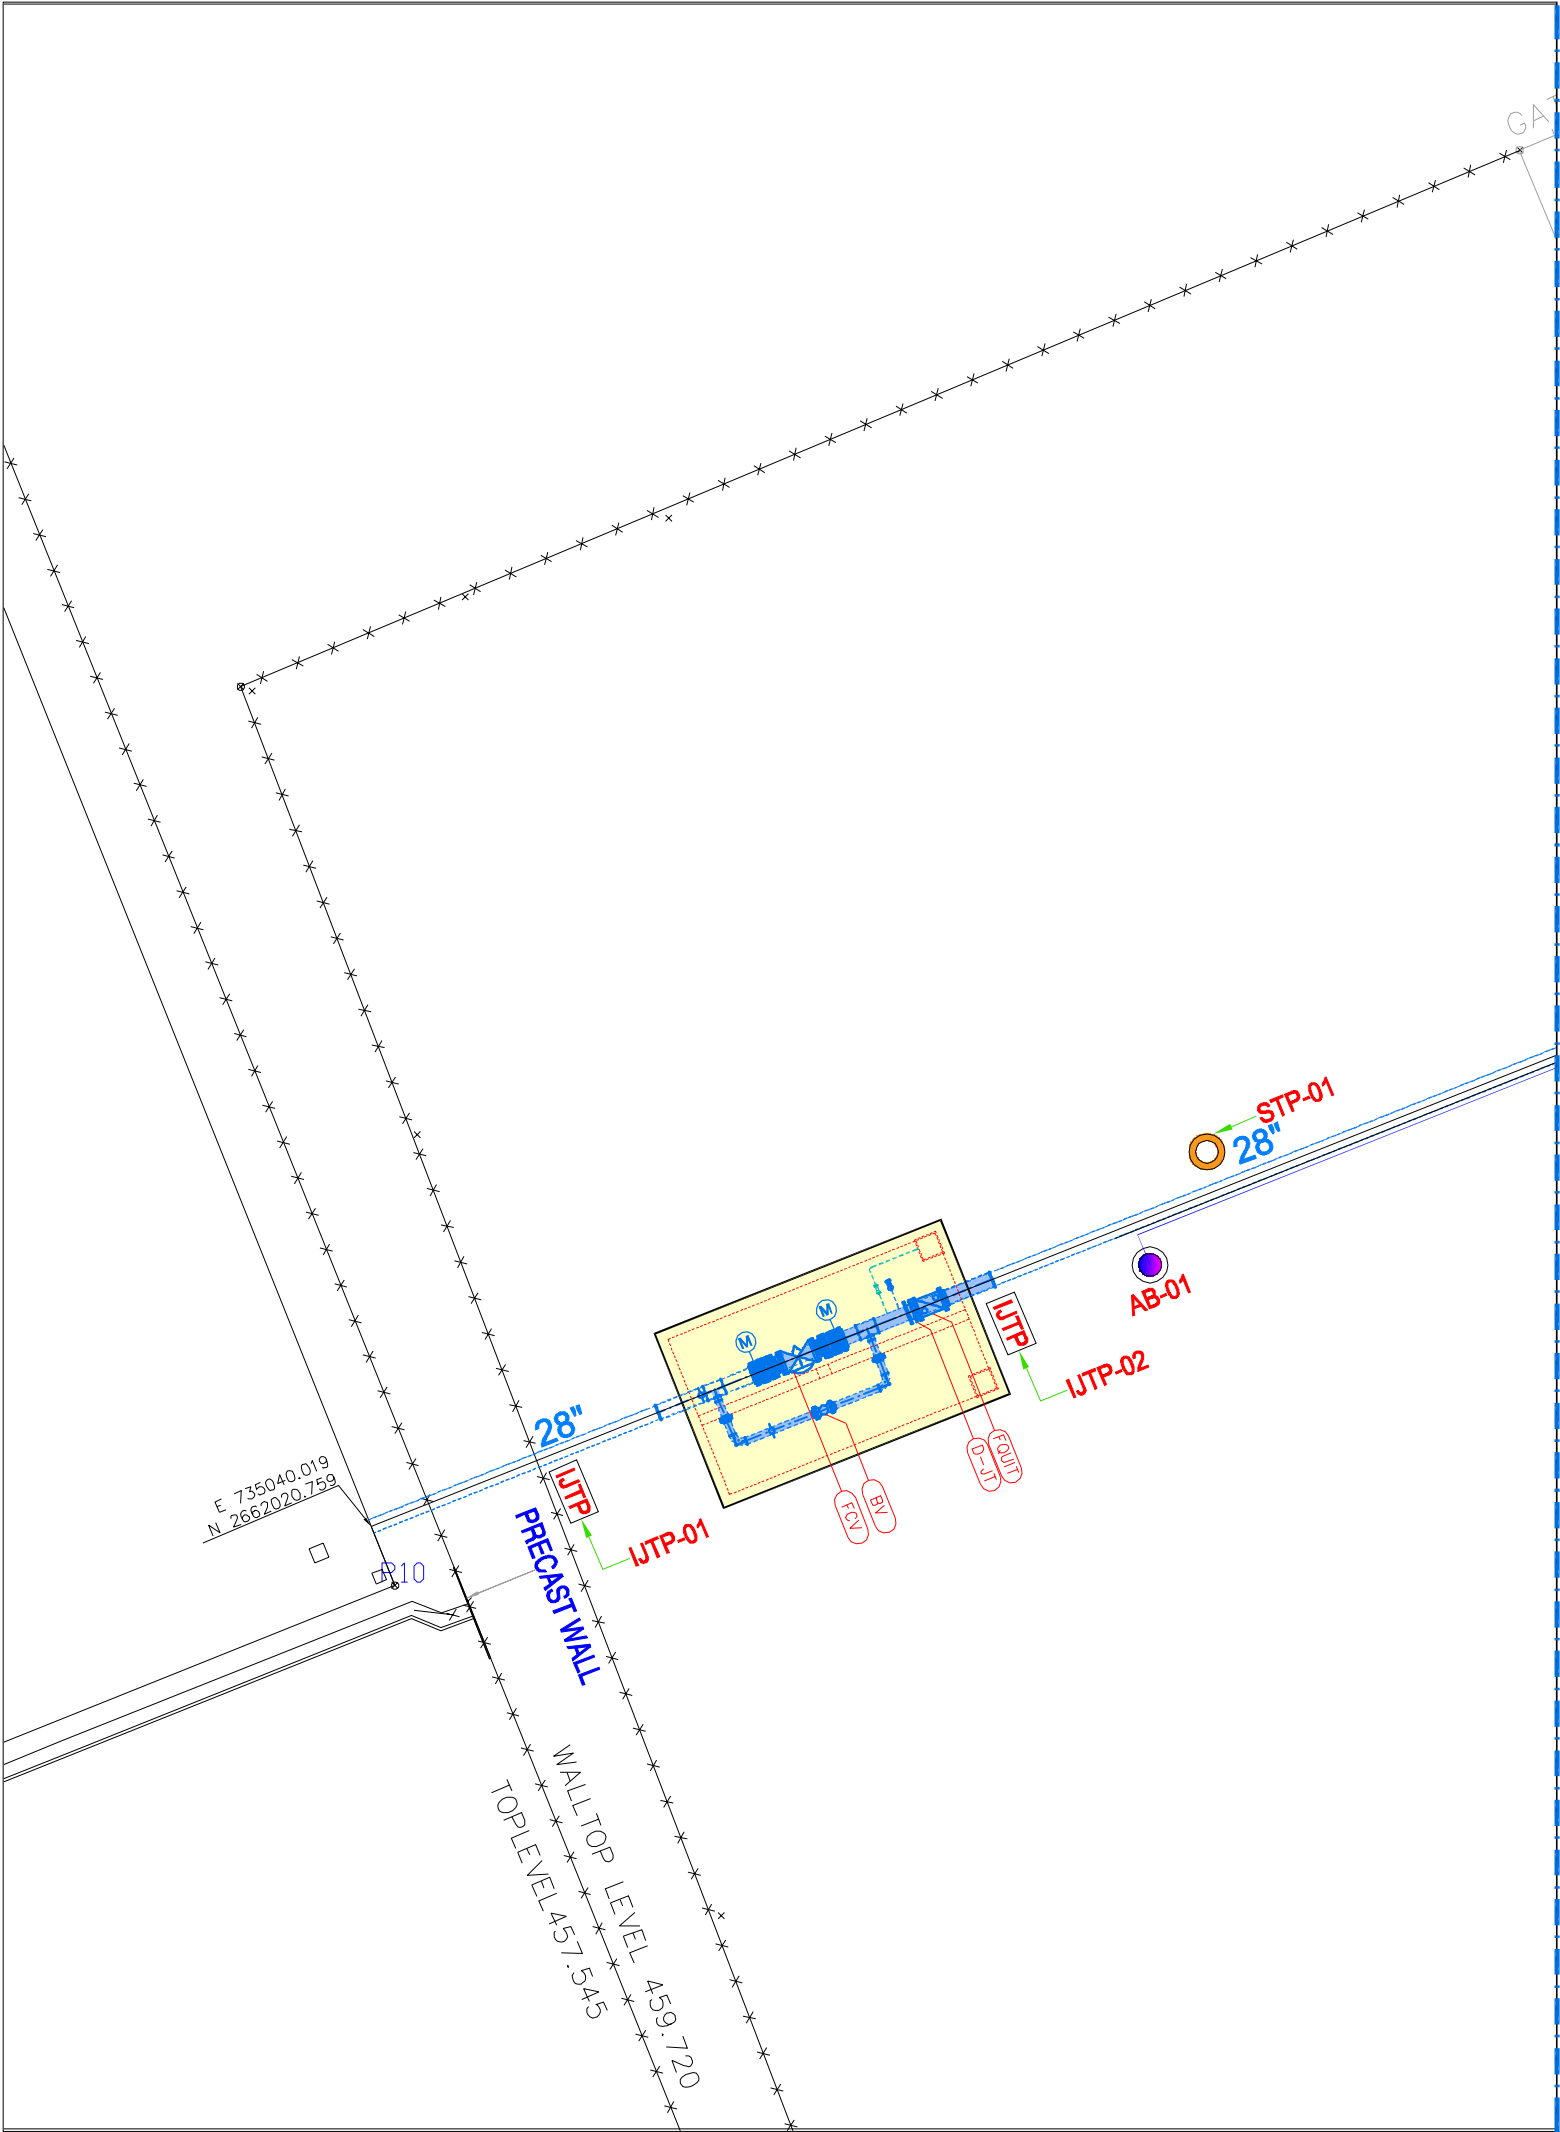 GAT
STP-01
28"
AB-01
M
M
IJTP
IJTP-02
28"
IJTP
IJTP-01
FQUIT
D-JT
BV
FCV
E 735040.019
N 2662020.759
P10
PRECAST WALL
WALLTOP LEVEL 459.720
TOPLEVEL457.545